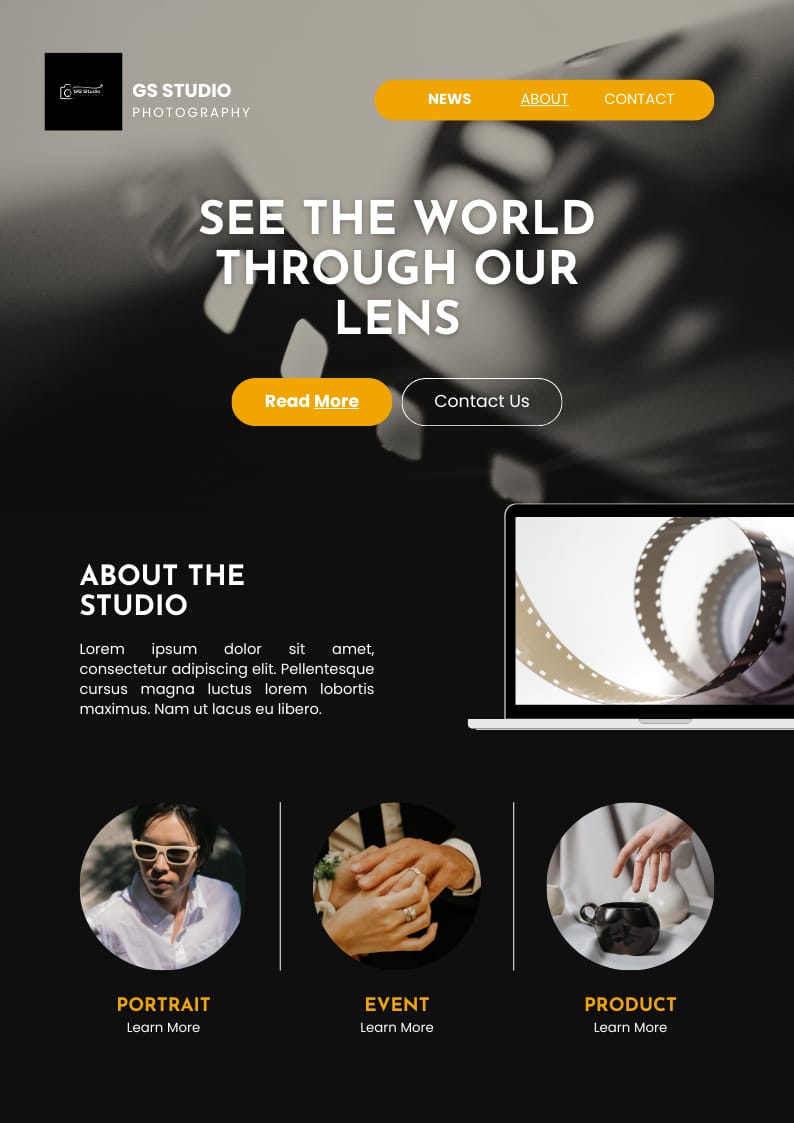 GS Studio
GS STUDIO
PHOTOGRAPHY
NEWS ABOUT CONTACT
SEE THE WORLD
THROUGH OUR
LENS
Read More Contact Us
ABOUT THE
STUDIO
Lorem ipsum dolor sit amet,
consectetur adipiscing elit. Pellentesque
cursus magna luctus lorem lobortis
maximus. Nam ut lacus eu libero.
PORTRAIT EVENT PRODUCT
Learn More Learn More Learn More